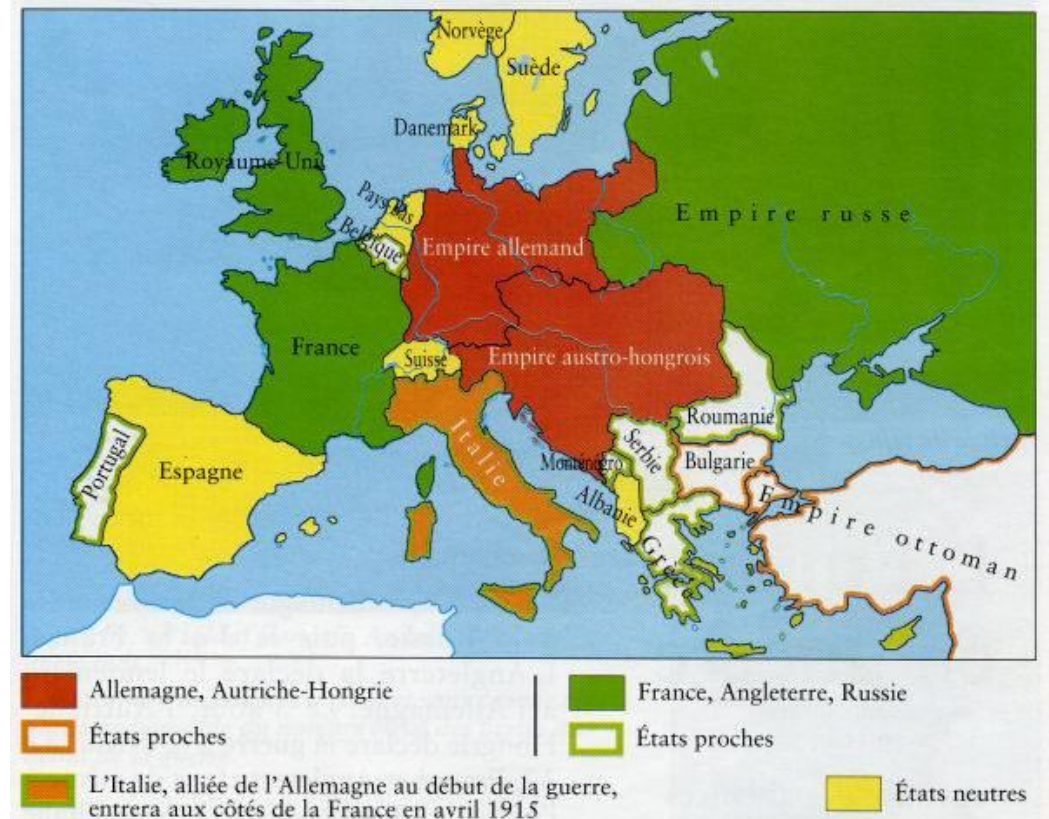 Norvège
Suède
Danemark
Royaume-Uni
Pays-Bas
Belgique
Empire allemand
Empire russe
France
Suisse
Empire austro-hongrois
Roumanie
Portugal
Espagne
Italie
Serbie
Monténégro
Bulgarie
Albanie
Empire ottoman
Grèce
Allemagne, Autriche-Hongrie
États proches
L'Italie, alliée de l'Allemagne au début de la guerre,
entrera aux côtés de la France en avril 1915
France, Angleterre, Russie
États proches
États neutres